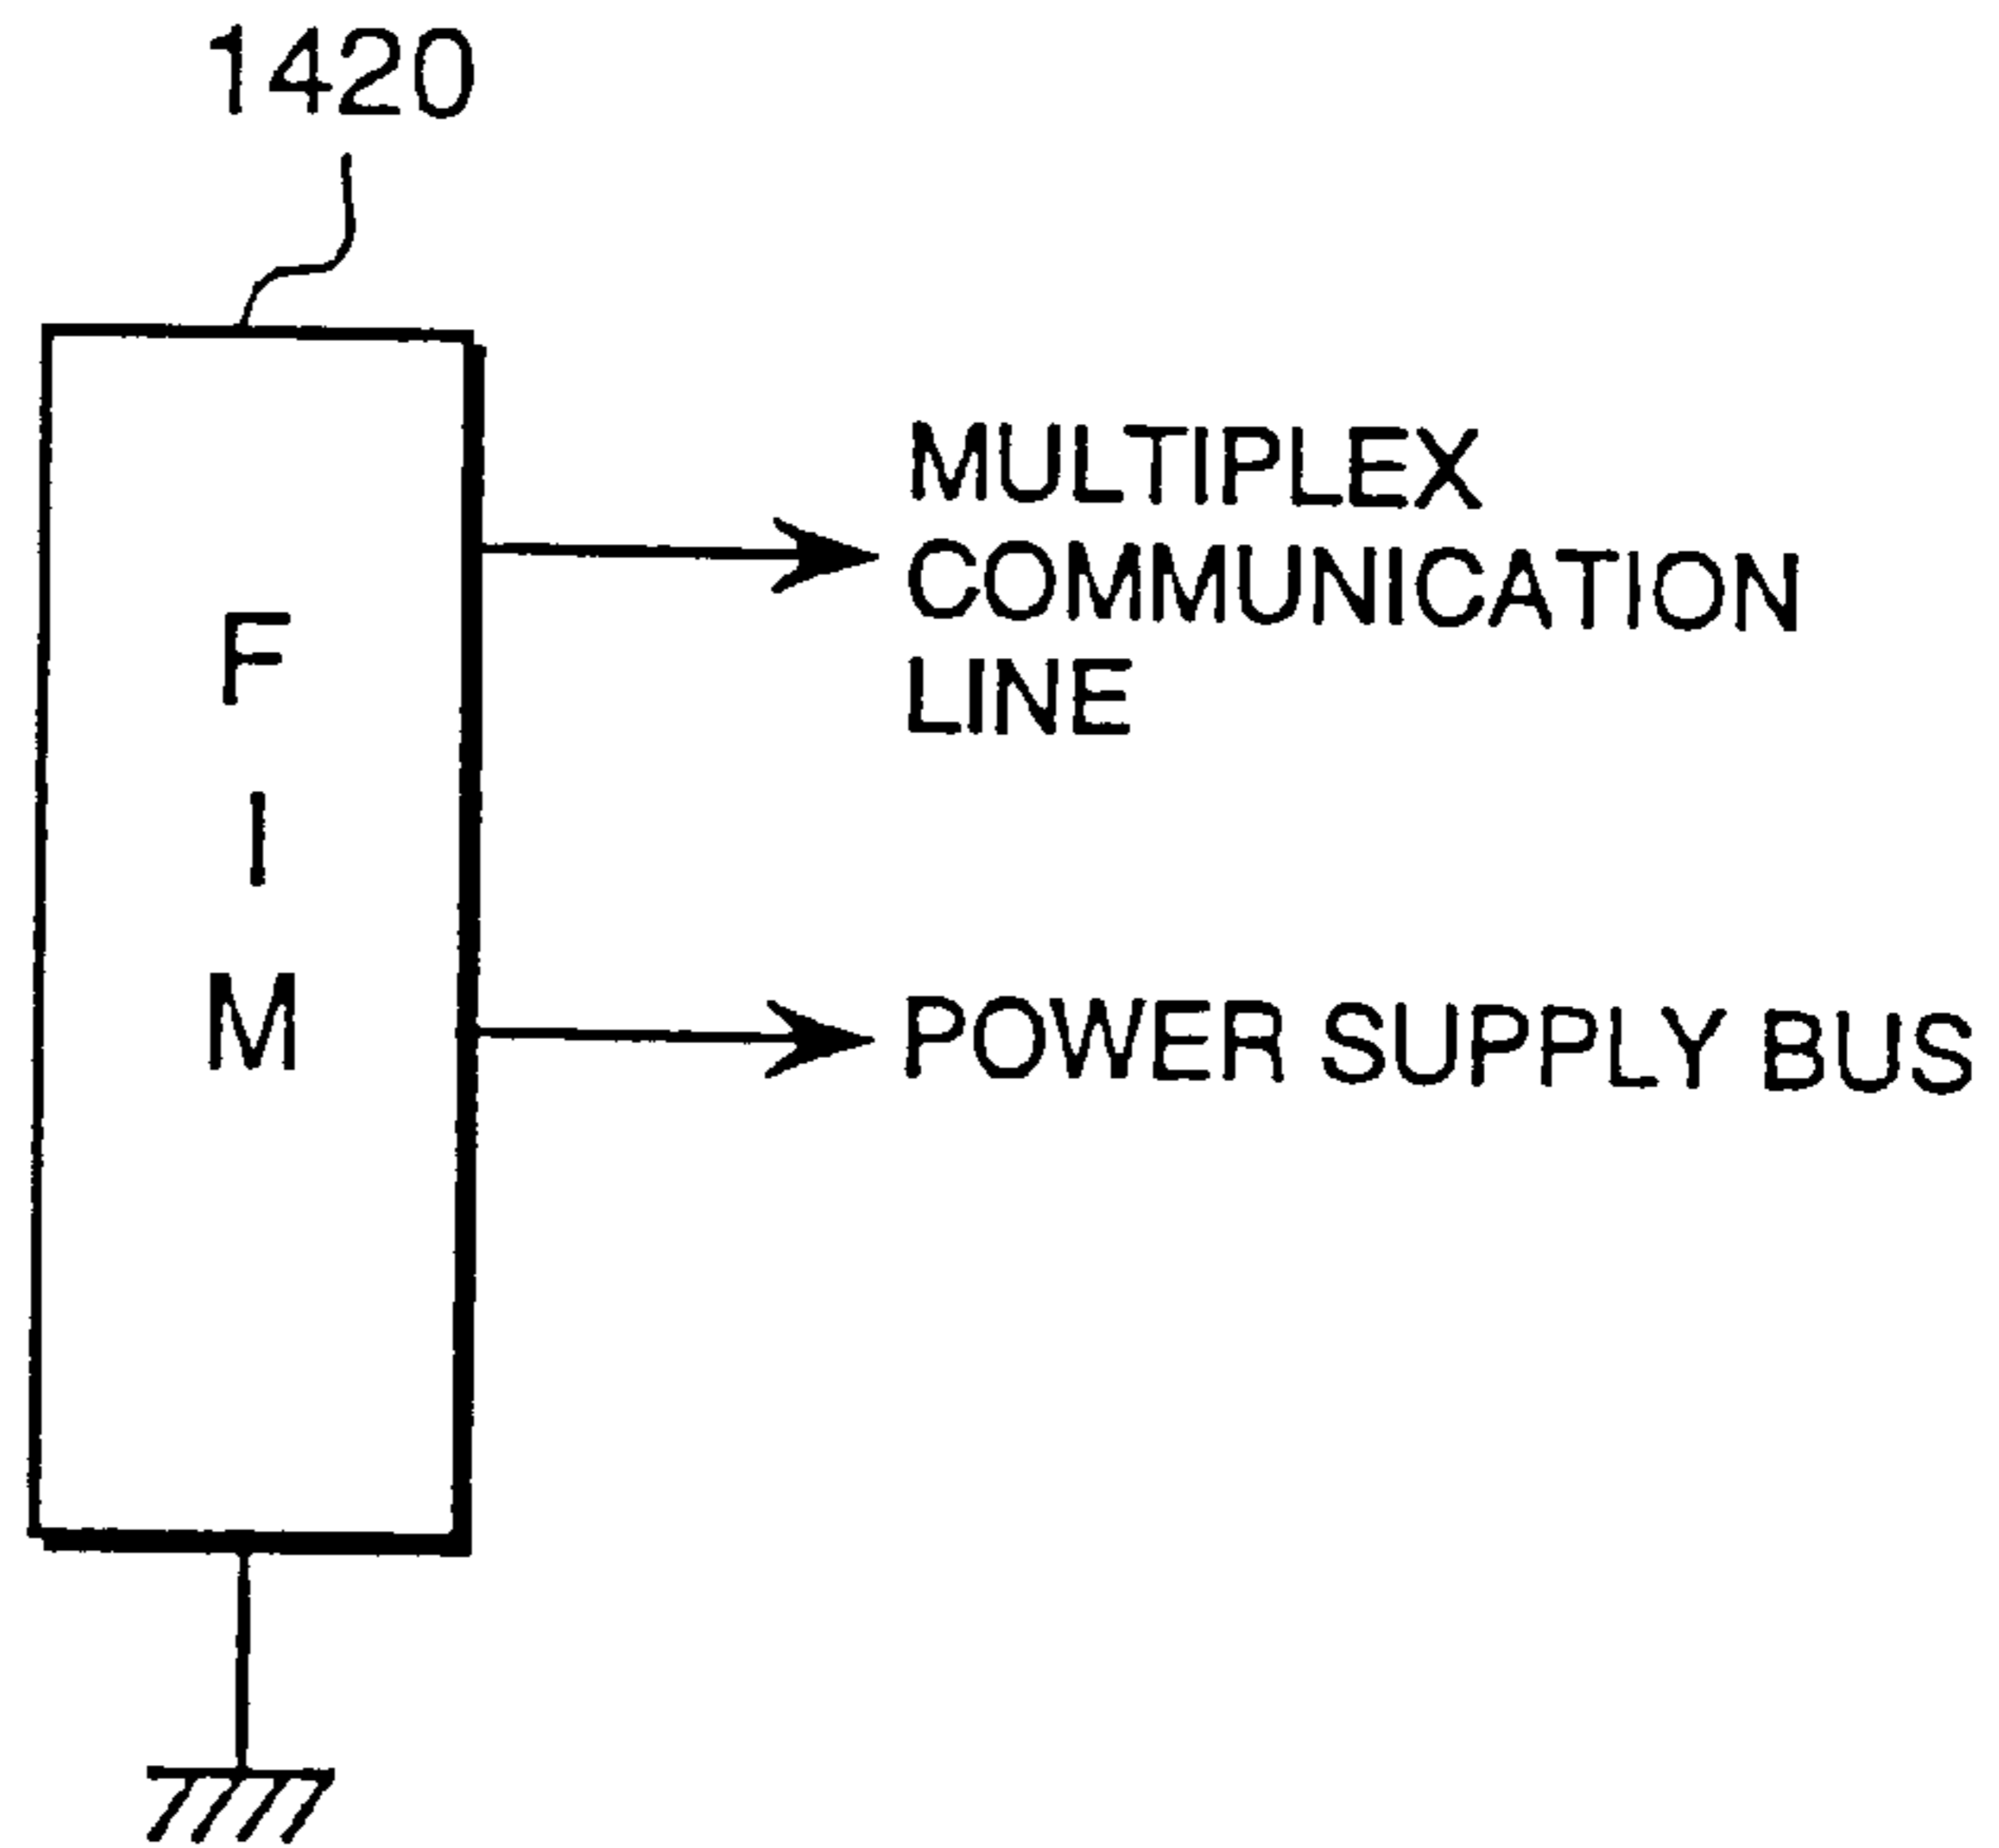 1420
MULTIPLEX
COMMUNICATION
LINE
F
I
M
POWER SUPPLY BUS